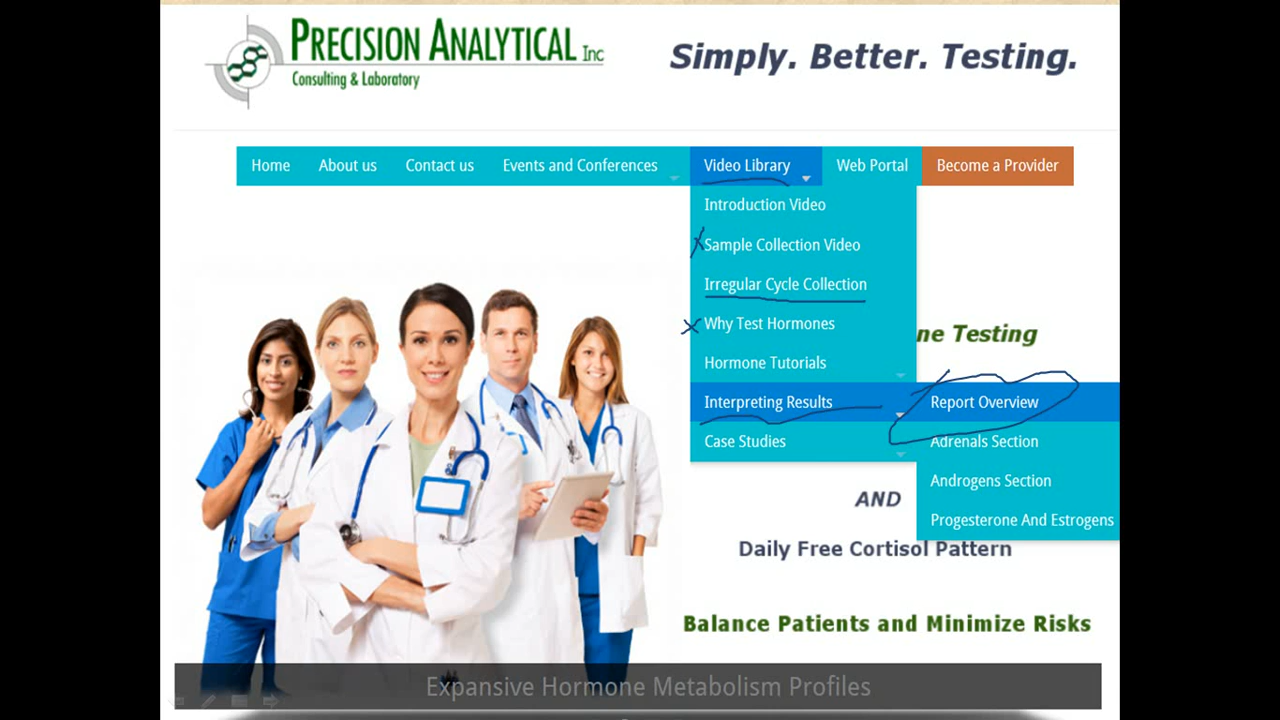 PRECISION ANALYTICAL Inc
Consulting & Laboratory
Simply. Better. Testing.
Home About us Contact us Events and Conferences Video Library Web Portal Become a Provider
Introduction Video
Sample Collection Video
Irregular Cycle Collection
Why Test Hormones
Testing
Hormone Tutorials
Interpreting Results Report Overview
Case Studies Adrenals Section
Androgens Section
AND
Progesterone And Estrogens
Daily Free Cortisol Pattern
Balance Patients and Minimize Risks
Expansive Hormone Metabolism Profiles